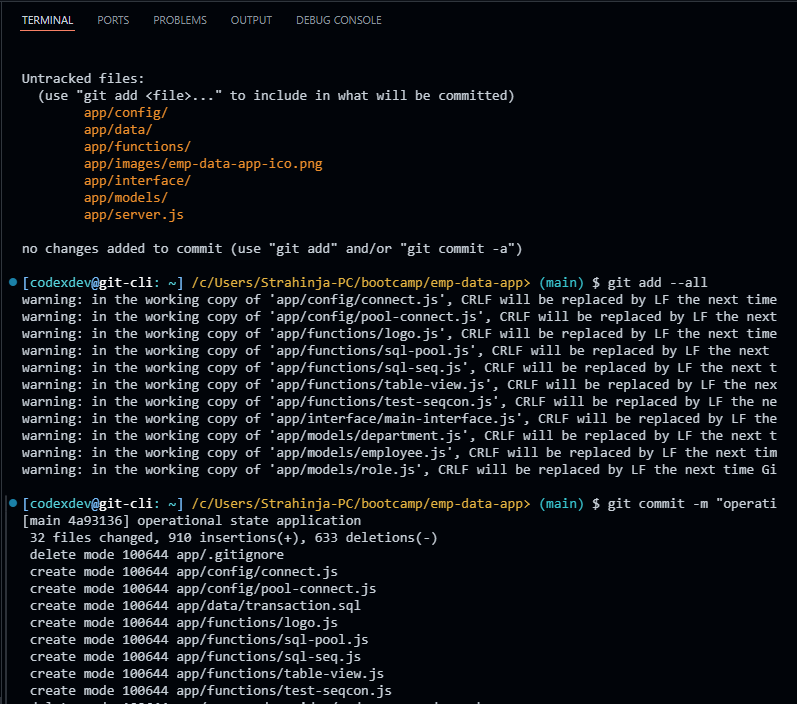 TERMINAL PORTS PROBLEMS OUTPUT DEBUG CONSOLE
Untracked files:
(use "git add <file>..." to include in what will be committed)
app/config/
app/data/
app/functions/
app/images/emp-data-app-ico.png
app/interface/
app/models/
app/server.js
no changes added to commit (use "git add" and/or "git commit -a")
[codexdev@git-cli: ~] /c/Users/Strahinja-PC/bootcamp/emp-data-app> (main) $ git add --all
warning: in the working copy of 'app/config/connect.js', CRLF will be replaced by LF the next time
warning: in the working copy of 'app/config/pool-connect.js', CRLF will be replaced by LF the next
warning: in the working copy of 'app/functions/logo.js', CRLF will be replaced by LF the next time
warning: in the working copy of 'app/functions/sql-pool.js', CRLF will be replaced by LF the next
warning: in the working copy of 'app/functions/sql-seq.js', CRLF will be replaced by LF the next t
warning: in the working copy of 'app/functions/table-view.js', CRLF will be replaced by LF the nex
warning: in the working copy of 'app/functions/test-seqcon.js', CRLF will be replaced by LF the ne
warning: in the working copy of 'app/interface/main-interface.js', CRLF will be replaced by LF the
warning: in the working copy of 'app/models/department.js', CRLF will be replaced by LF the next t
warning: in the working copy of 'app/models/employee.js', CRLF will be replaced by LF the next tim
warning: in the working copy of 'app/models/role.js', CRLF will be replaced by LF the next time Gi
[codexdev@git-cli: ~] /c/Users/Strahinja-PC/bootcamp/emp-data-app> (main) $ git commit -m "operati
[main 4a93136] operational state application
32 files changed, 910 insertions(+), 633 deletions(-)
delete mode 100644 app/.gitignore
create mode 100644 app/config/connect.js
create mode 100644 app/config/pool-connect.js
create mode 100644 app/data/transaction.sql
create mode 100644 app/functions/logo.js
create mode 100644 app/functions/sql-pool.js
create mode 100644 app/functions/sql-seq.js
create mode 100644 app/functions/table-view.js
create mode 100644 app/functions/test-seqcon.js